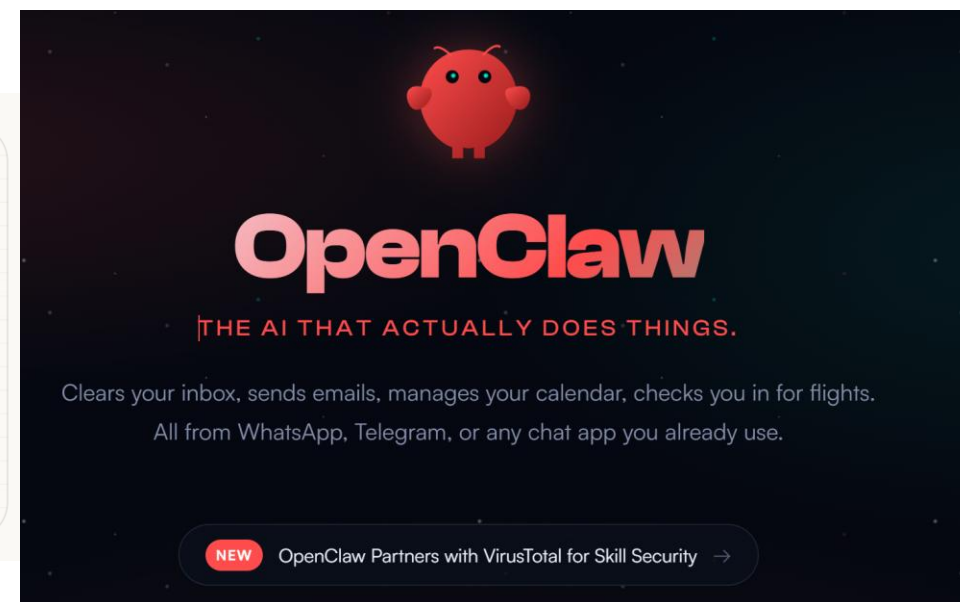 OpenClaw
THE AI THAT ACTUALLY DOES THINGS.
Clears your inbox, sends emails, manages your calendar, checks you in for flights.
All from WhatsApp, Telegram, or any chat app you already use.
NEW OpenClaw Partners with VirusTotal for Skill Security →